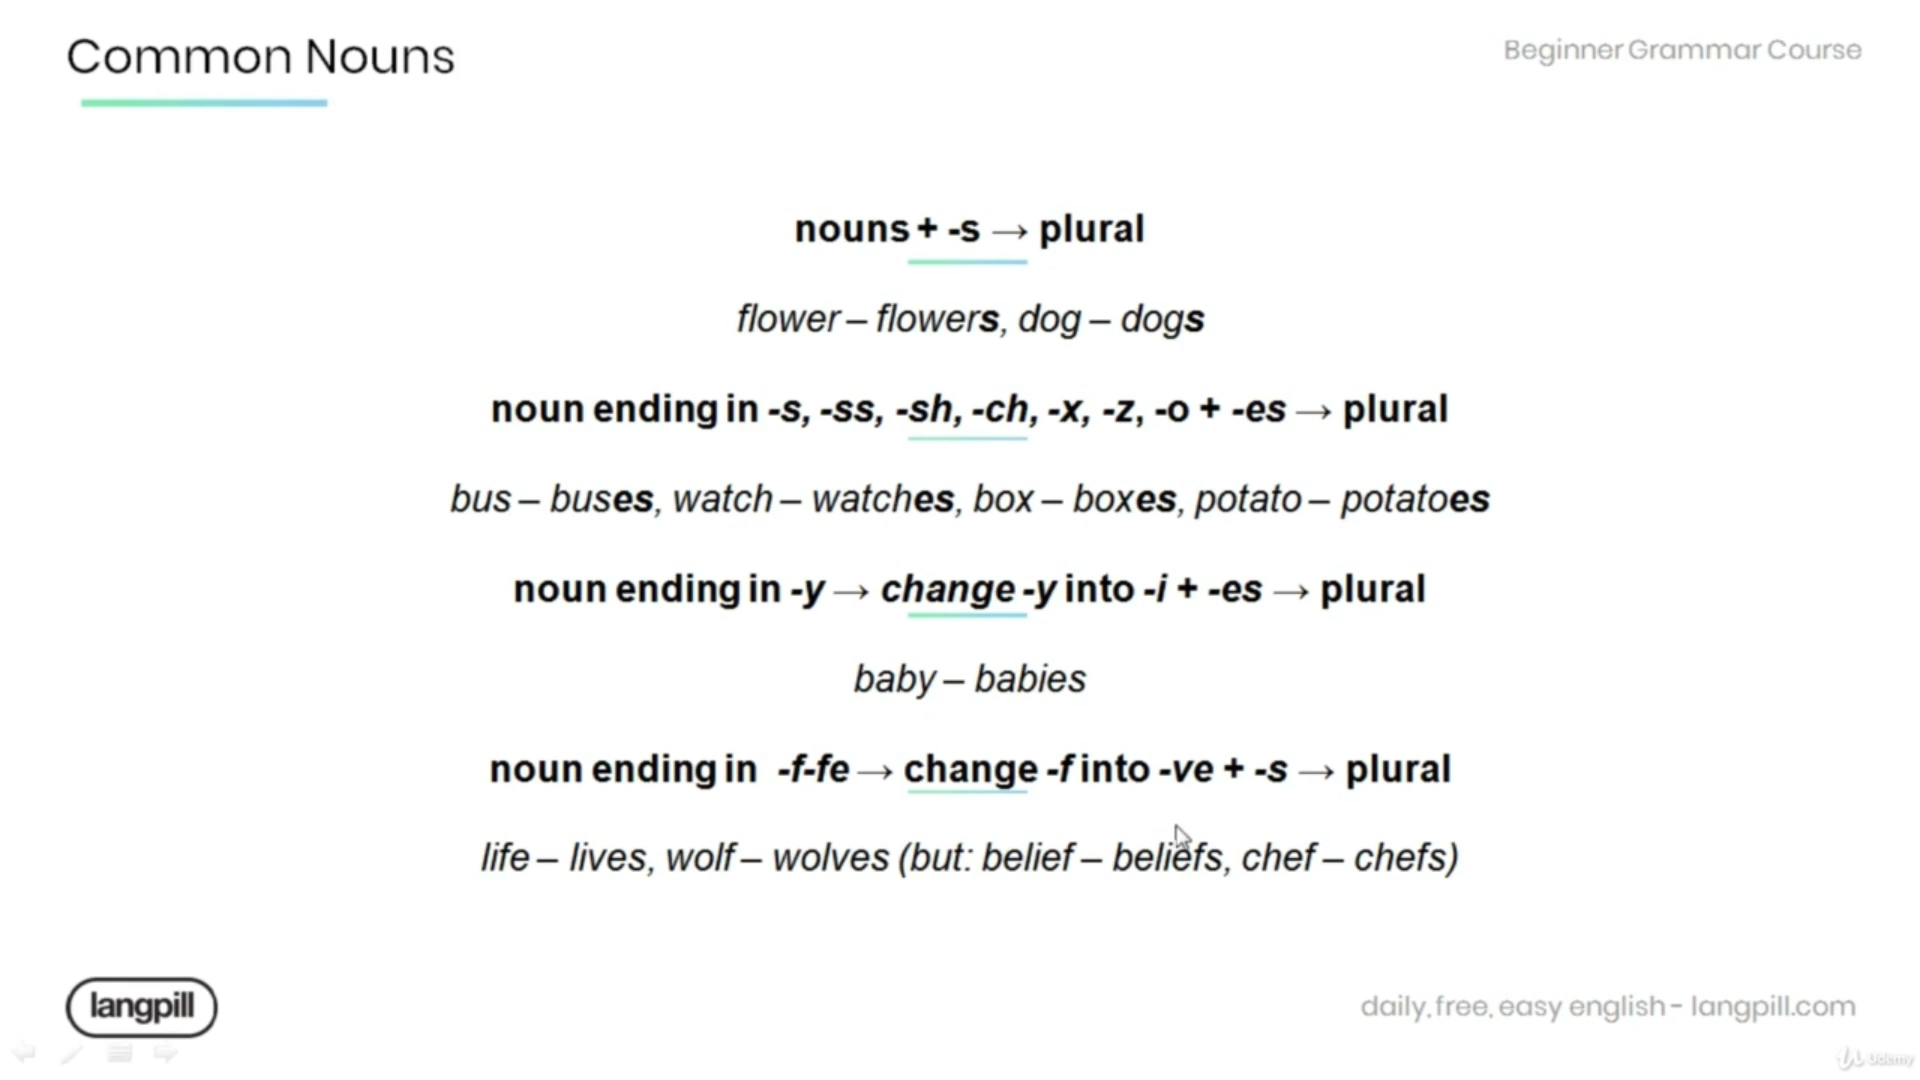 Common Nouns
Beginner Grammar Course
nouns + -s → plural
flower – flowers, dog – dogs
noun ending in -s, -ss, -sh, -ch, -x, -z, -o + -es → plural
bus – buses, watch – watches, box – boxes, potato – potatoes
noun ending in -y → change -y into -i + -es → plural
baby – babies
noun ending in -f-fe → change -f into -ve + -s → plural
life – lives, wolf – wolves (but: belief – beliefs, chef – chefs)
langpill
daily, free, easy english - langpill.com
Udemy